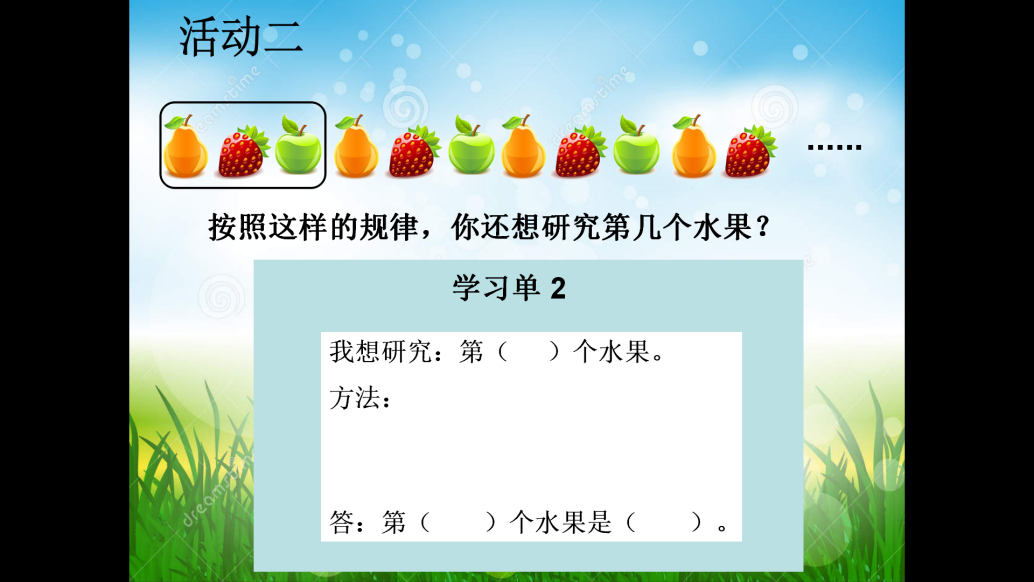 活动二
......
按照这样的规律，你还想研究第几个水果？
学习单 2
我想研究：第（ ）个水果。
方法：
答：第（ ）个水果是（ ）。